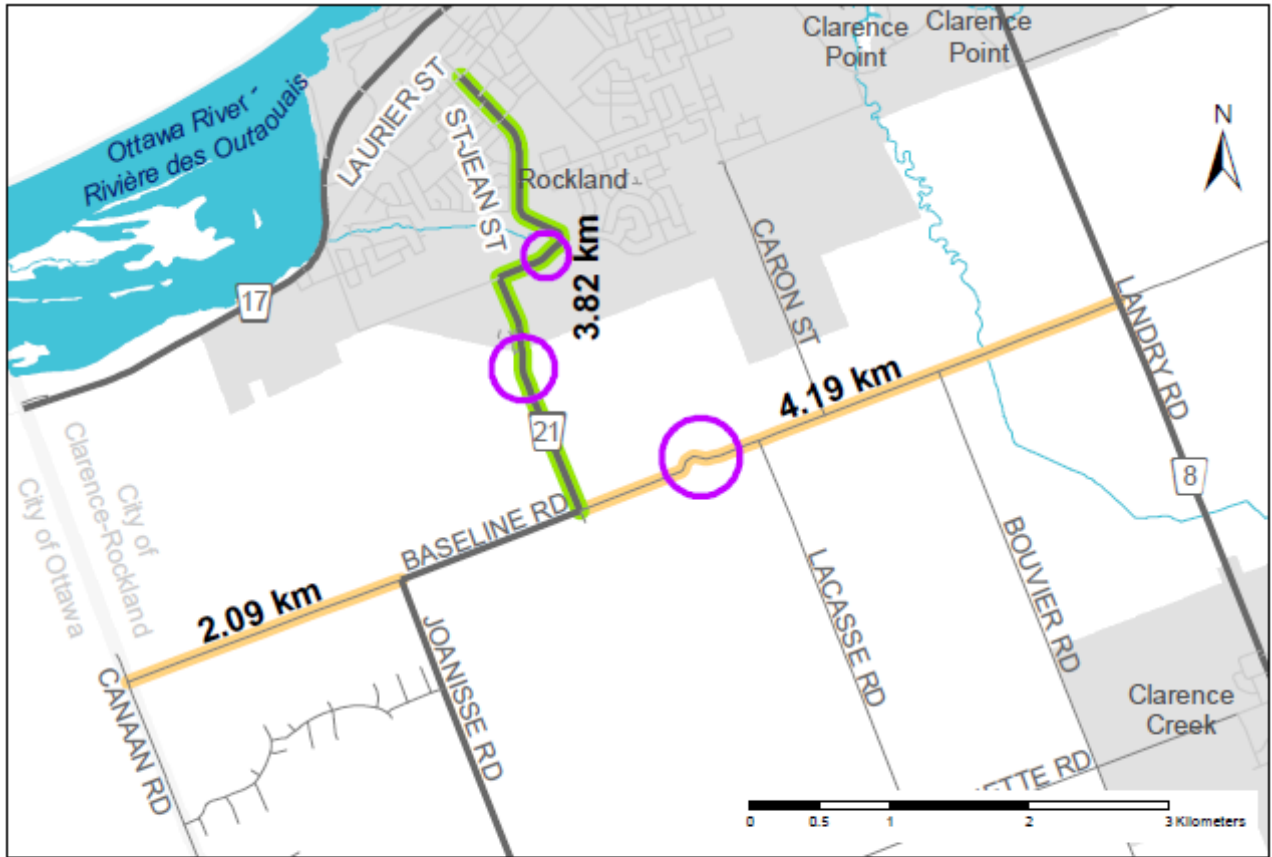 Clarence
Point
Clarence
Point
Ottawa River -
Rivière des Outaouais
LAURIER ST
ST-JEAN ST
Rockland
N
3.82 km
CARON ST
17
LANDRY RD
4.19 km
21
8
City of
Clarence-Rockland
City of Ottawa
BASELINE RD
2.09 km
JOANISSE RD
LACASSE RD
BOUVIER RD
CANAAN RD
Clarence
Creek
ETTE RD
0 0.5 1 2 3 Kilometers